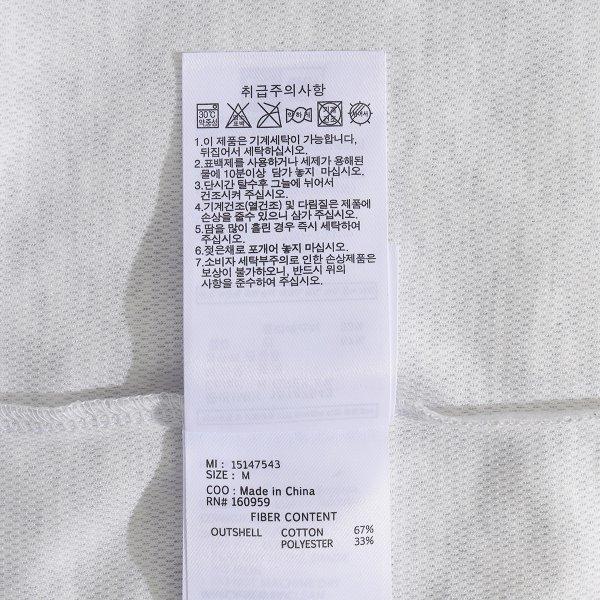 취급주의사항
30℃
약중성
1.이 제품은 기계세탁이 가능합니다,
뒤집어서 세탁하십시오.
2.표백제를 사용하거나 세제가 용해된
물에 10분이상 담가 놓지 마십시오.
3.단시간 탈수후 그늘에 뉘어서
건조시켜 주십시오.
4.기계건조(열건조) 및 다림질은 제품에
손상을 줄수 있으니 삼가 주십시오.
5.땀을 많이 흘린 경우 즉시 세탁하여
주십시오.
6.젖은채로 포개어 놓지 마십시오.
7.소비자 세탁부주의로 인한 손상제품은
보상이 불가하오니, 반드시 위의
사항을 준수하여 주십시오.
MI : 15147543
SIZE : M
COO : Made in China
RN# 160959
FIBER CONTENT
OUTSHELL COTTON 67%
POLYESTER 33%